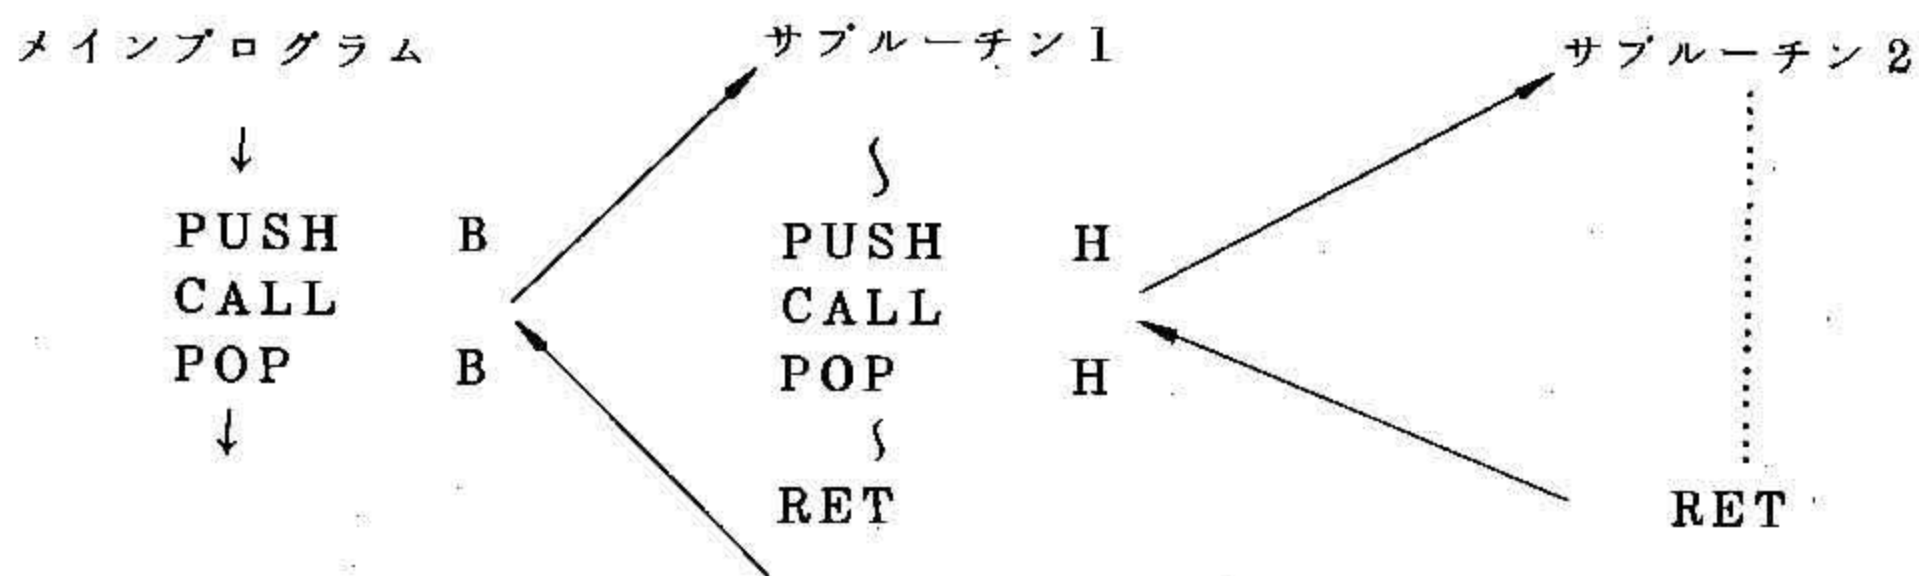 メインプログラム
↓
PUSH B
CALL
POP B
↓
サブルーチン1
PUSH H
CALL
POP H
RET
サブルーチン2
RET